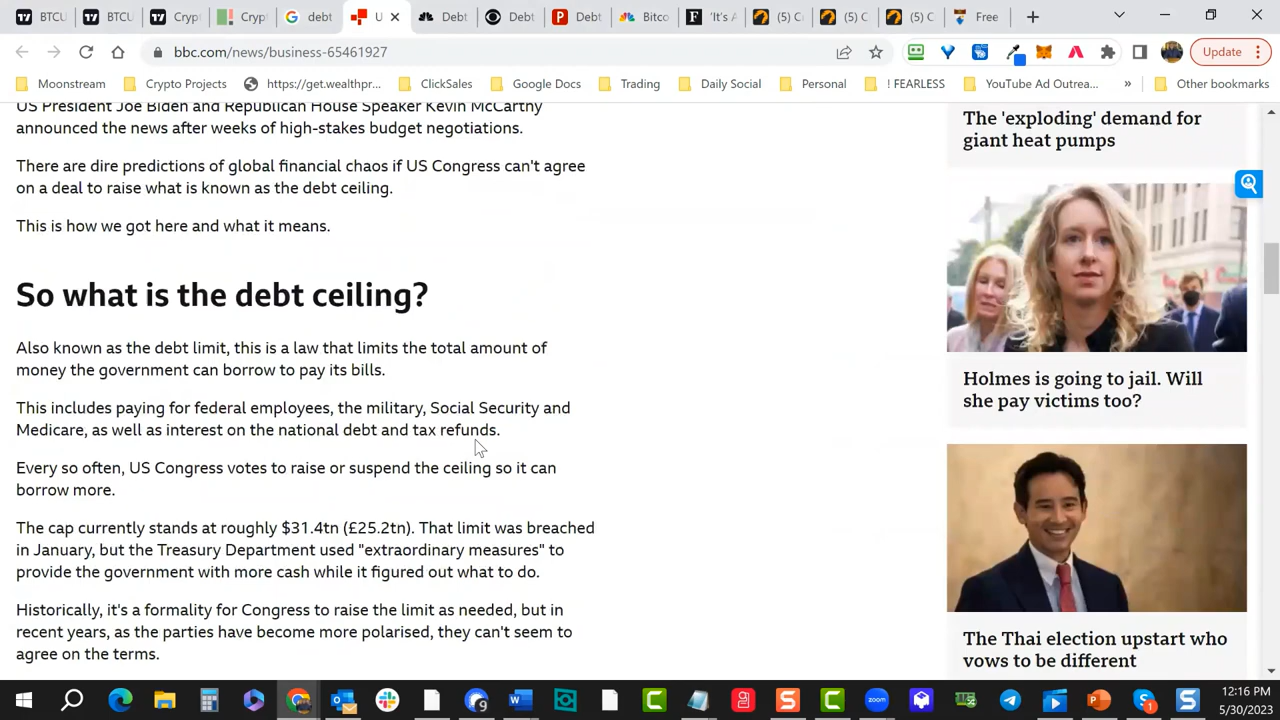 BTCU
BTCU
Crypt
Crypt
debt
U
Debt
Debt
Debt
Bitco
'It's A
(5) C
(5) C
(5) C
Free
bbc.com/news/business-65461927
Update
Moonstream
Crypto Projects
https://get.wealthpr...
ClickSales
Google Docs
Trading
Daily Social
Personal
! FEARLESS
YouTube Ad Outrea...
»
Other bookmarks
US President Joe Biden and Republican House Speaker Kevin McCarthy
announced the news after weeks of high-stakes budget negotiations.
There are dire predictions of global financial chaos if US Congress can't agree
on a deal to raise what is known as the debt ceiling.
This is how we got here and what it means.
So what is the debt ceiling?
Also known as the debt limit, this is a law that limits the total amount of
money the government can borrow to pay its bills.
This includes paying for federal employees, the military, Social Security and
Medicare, as well as interest on the national debt and tax refunds.
Every so often, US Congress votes to raise or suspend the ceiling so it can
borrow more.
The cap currently stands at roughly $31.4tn (£25.2tn). That limit was breached
in January, but the Treasury Department used "extraordinary measures" to
provide the government with more cash while it figured out what to do.
Historically, it's a formality for Congress to raise the limit as needed, but in
recent years, as the parties have become more polarised, they can't seem to
agree on the terms.
The 'exploding' demand for
giant heat pumps
Holmes is going to jail. Will
she pay victims too?
The Thai election upstart who
vows to be different
12:16 PM
5/30/2023